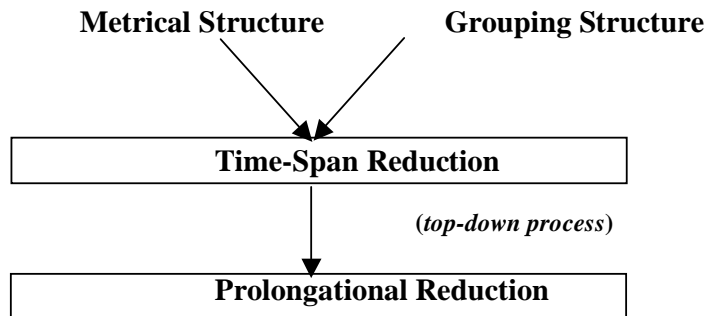 Metrical Structure Grouping Structure
Time-Span Reduction
(top-down process)
Prolongational Reduction